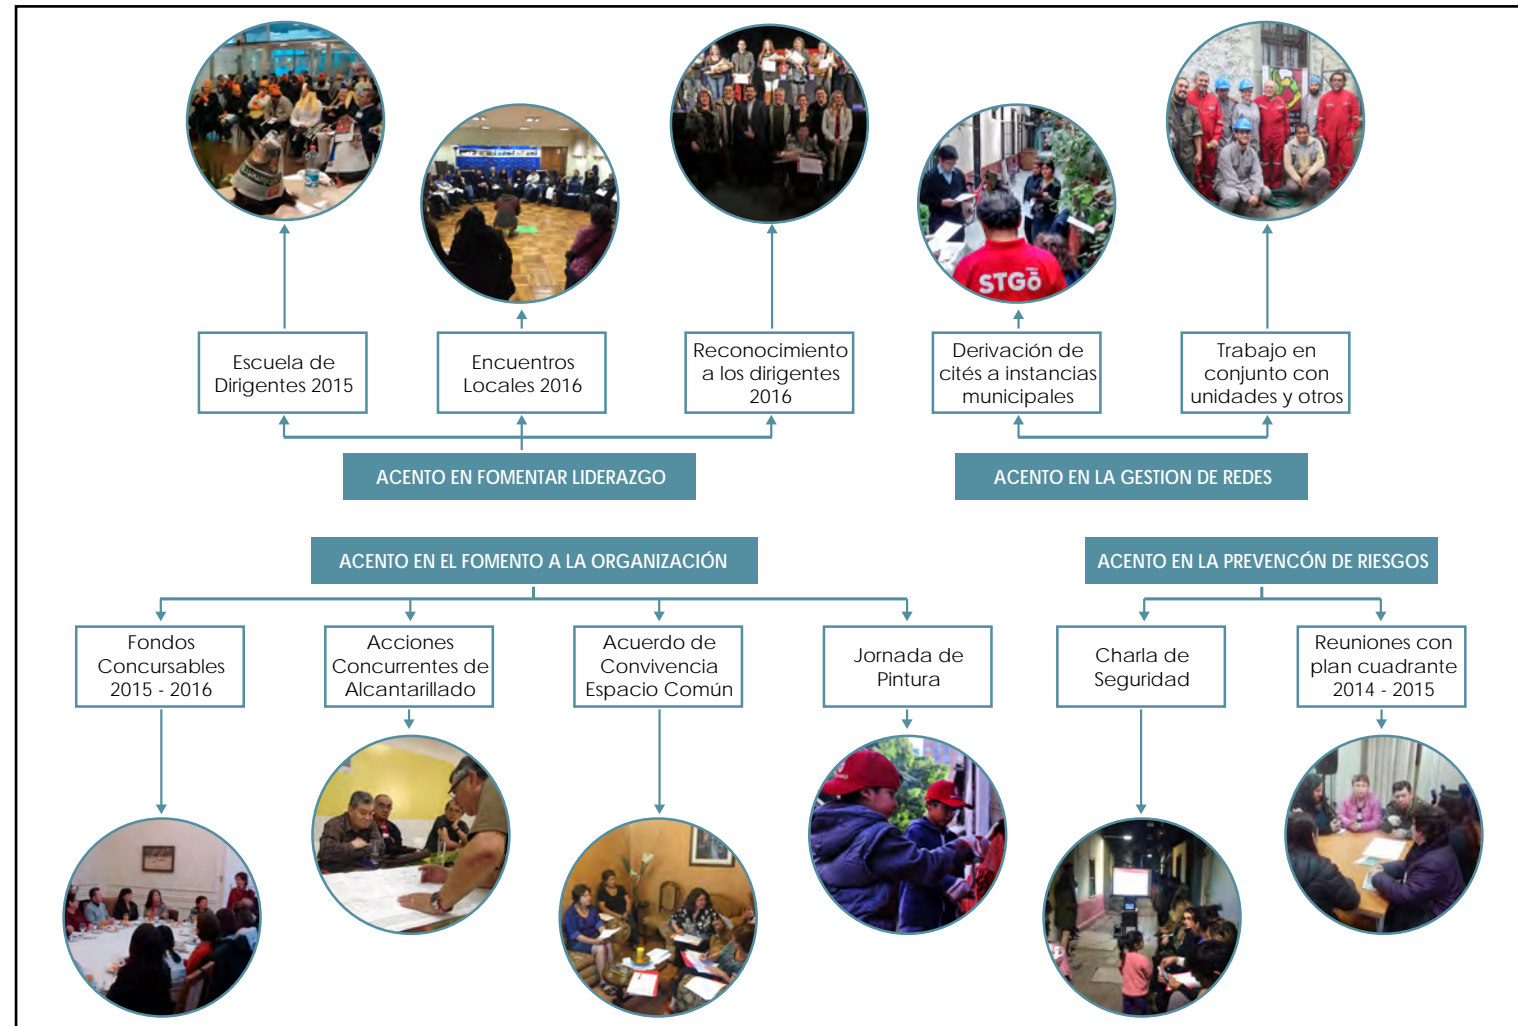 STGO
Escuela de
Dirigentes 2015
Encuentros
Locales 2016
Reconocimiento
a los dirigentes
2016
Derivación de
cités a instancias
municipales
Trabajo en
conjunto con
unidades y otros
ACENTO EN FOMENTAR LIDERAZGO
ACENTO EN LA GESTION DE REDES
ACENTO EN EL FOMENTO A LA ORGANIZACIÓN
ACENTO EN LA PREVENCÓN DE RIESGOS
Fondos
Concursables
2015 - 2016
Acciones
Concurrentes de
Alcantarillado
Acuerdo de
Convivencia
Espacio Común
Jornada de
Pintura
Charla de
Seguridad
Reuniones con
plan cuadrante
2014 - 2015